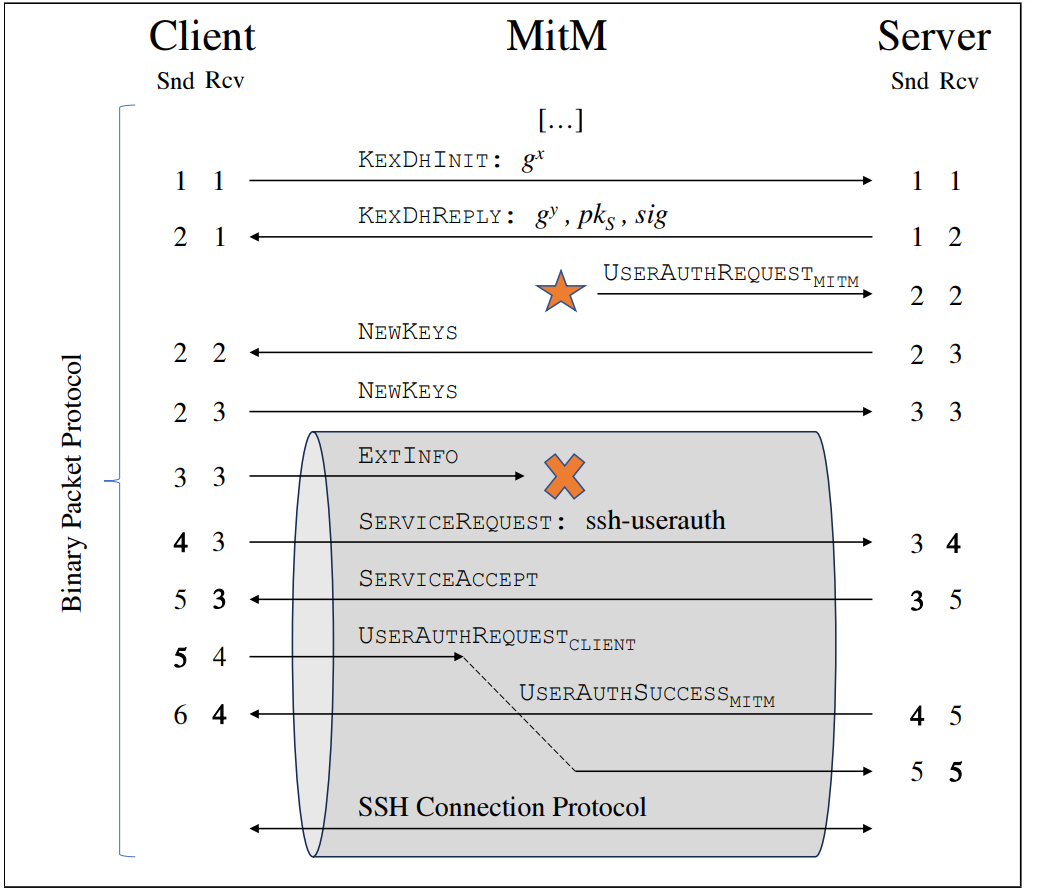 Client MitM Server
Snd Rcv Snd Rcv
[…]
KEXDHINIT: g^x
1 1 1 1
KEXDHREPLY: g^y , pk_S , sig
2 1 1 2
USERAUTHREQUEST_MITM
2 2
NEWKEYS
2 2 2 3
NEWKEYS
2 3 3 3
EXTINFO
3 3
SERVICEREQUEST: ssh-userauth
4 3 3 4
SERVICEACCEPT
5 3 3 5
USERAUTHREQUEST_CLIENT
5 4
USERAUTHSUCCESS_MITM
6 4 4 5
5 5
SSH Connection Protocol
Binary Packet Protocol